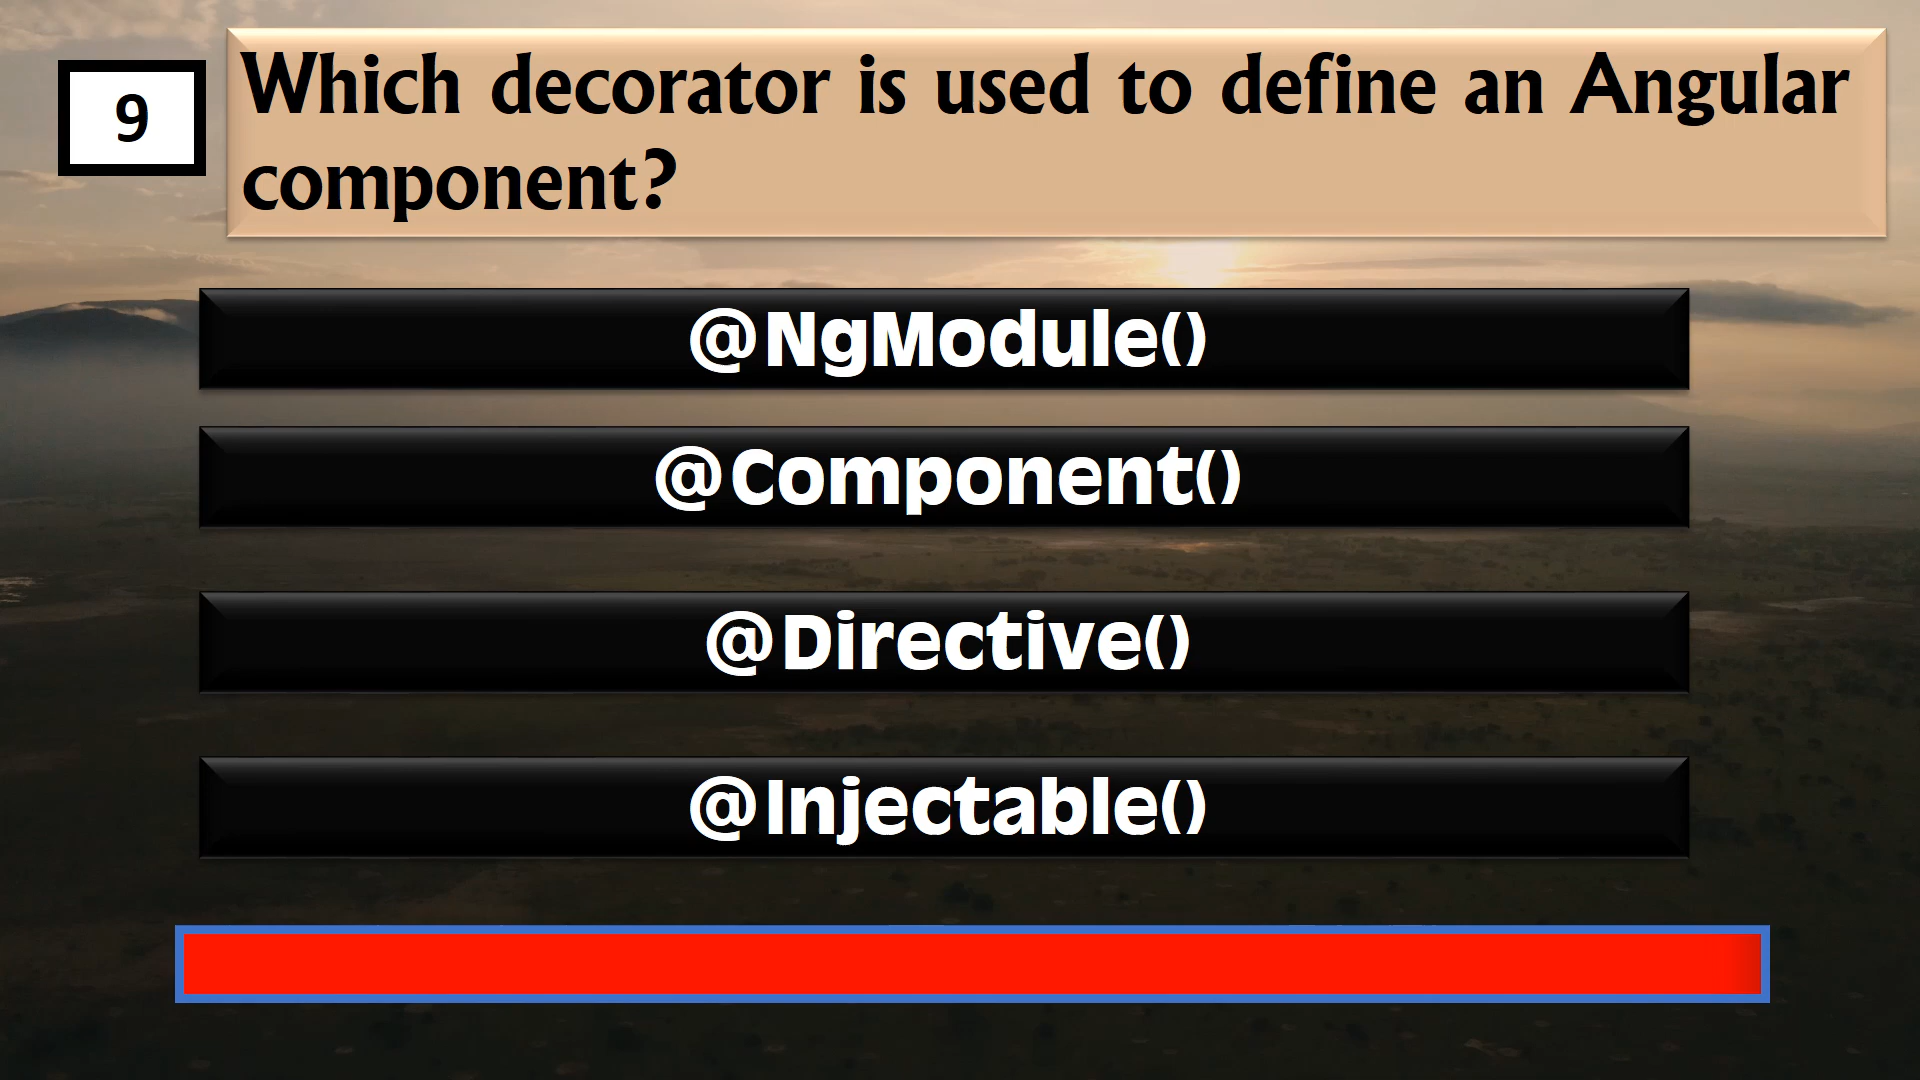 9
Which decorator is used to define an Angular
component?
@NgModule()
@Component()
@Directive()
@Injectable()